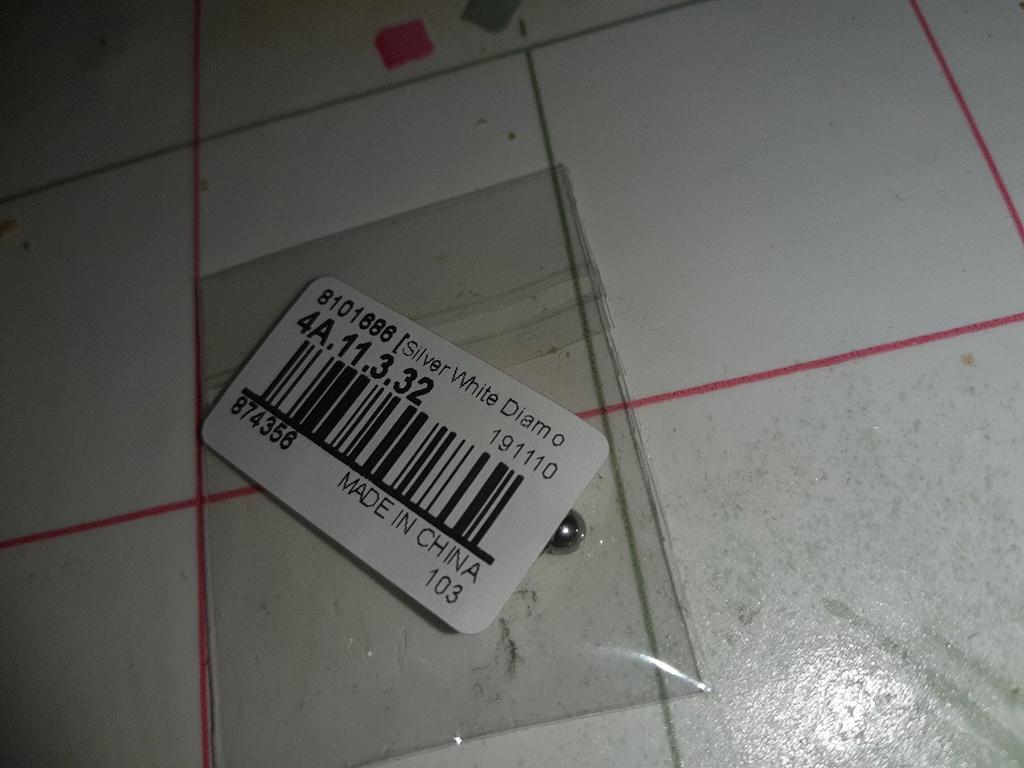 8101686 [Silver White Diamo
4A.11.3.32
191110
874356
MADE IN CHINA
103